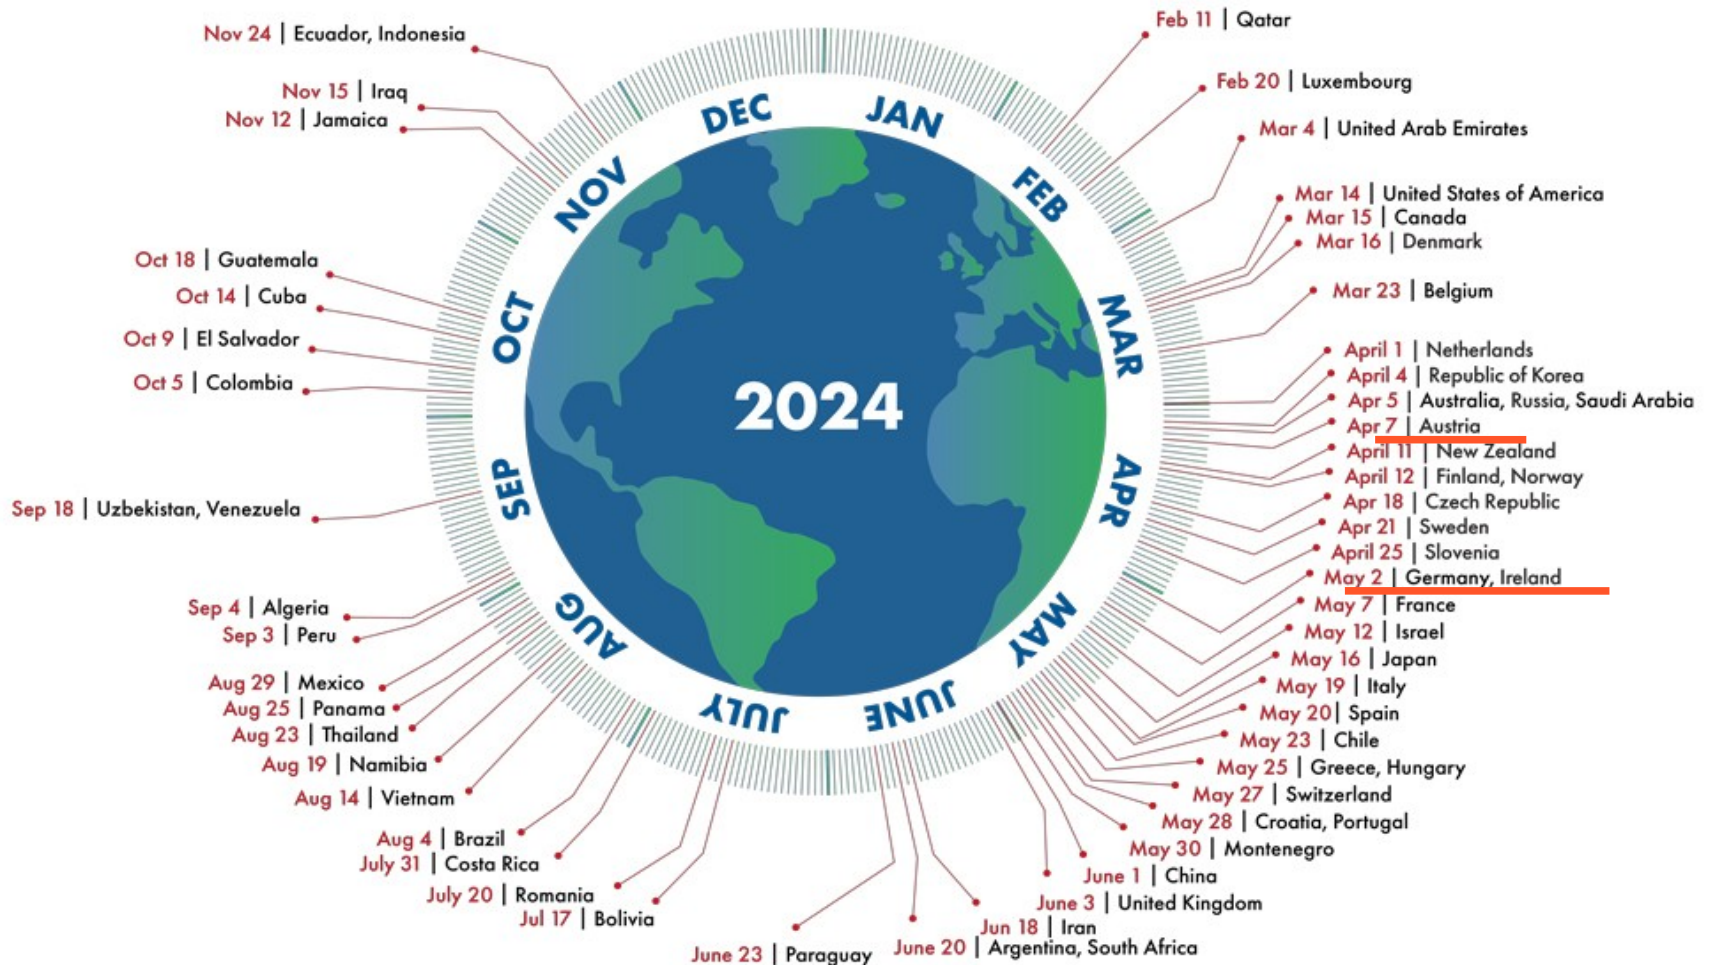 Feb 11 | Qatar
Feb 20 | Luxembourg
Mar 4 | United Arab Emirates
Mar 14 | United States of America
Mar 15 | Canada
Mar 16 | Denmark
Mar 23 | Belgium
April 1 | Netherlands
April 4 | Republic of Korea
Apr 5 | Australia, Russia, Saudi Arabia
Apr 7 | Austria
April 11 | New Zealand
April 12 | Finland, Norway
Apr 18 | Czech Republic
Apr 21 | Sweden
April 25 | Slovenia
May 2 | Germany, Ireland
May 7 | France
May 12 | Israel
May 16 | Japan
May 19 | Italy
May 20 | Spain
May 23 | Chile
May 25 | Greece, Hungary
May 27 | Switzerland
May 28 | Croatia, Portugal
May 30 | Montenegro
June 1 | China
June 3 | United Kingdom
Jun 18 | Iran
June 20 | Argentina, South Africa
June 23 | Paraguay
Jul 17 | Bolivia
July 20 | Romania
July 31 | Costa Rica
Aug 4 | Brazil
Aug 14 | Vietnam
Aug 19 | Namibia
Aug 23 | Thailand
Aug 25 | Panama
Aug 29 | Mexico
Sep 3 | Peru
Sep 4 | Algeria
Sep 18 | Uzbekistan, Venezuela
Oct 5 | Colombia
Oct 9 | El Salvador
Oct 14 | Cuba
Oct 18 | Guatemala
Nov 12 | Jamaica
Nov 15 | Iraq
Nov 24 | Ecuador, Indonesia
JAN
FEB
MAR
APR
MAY
JUNE
JULY
AUG
SEP
OCT
NOV
DEC
2024